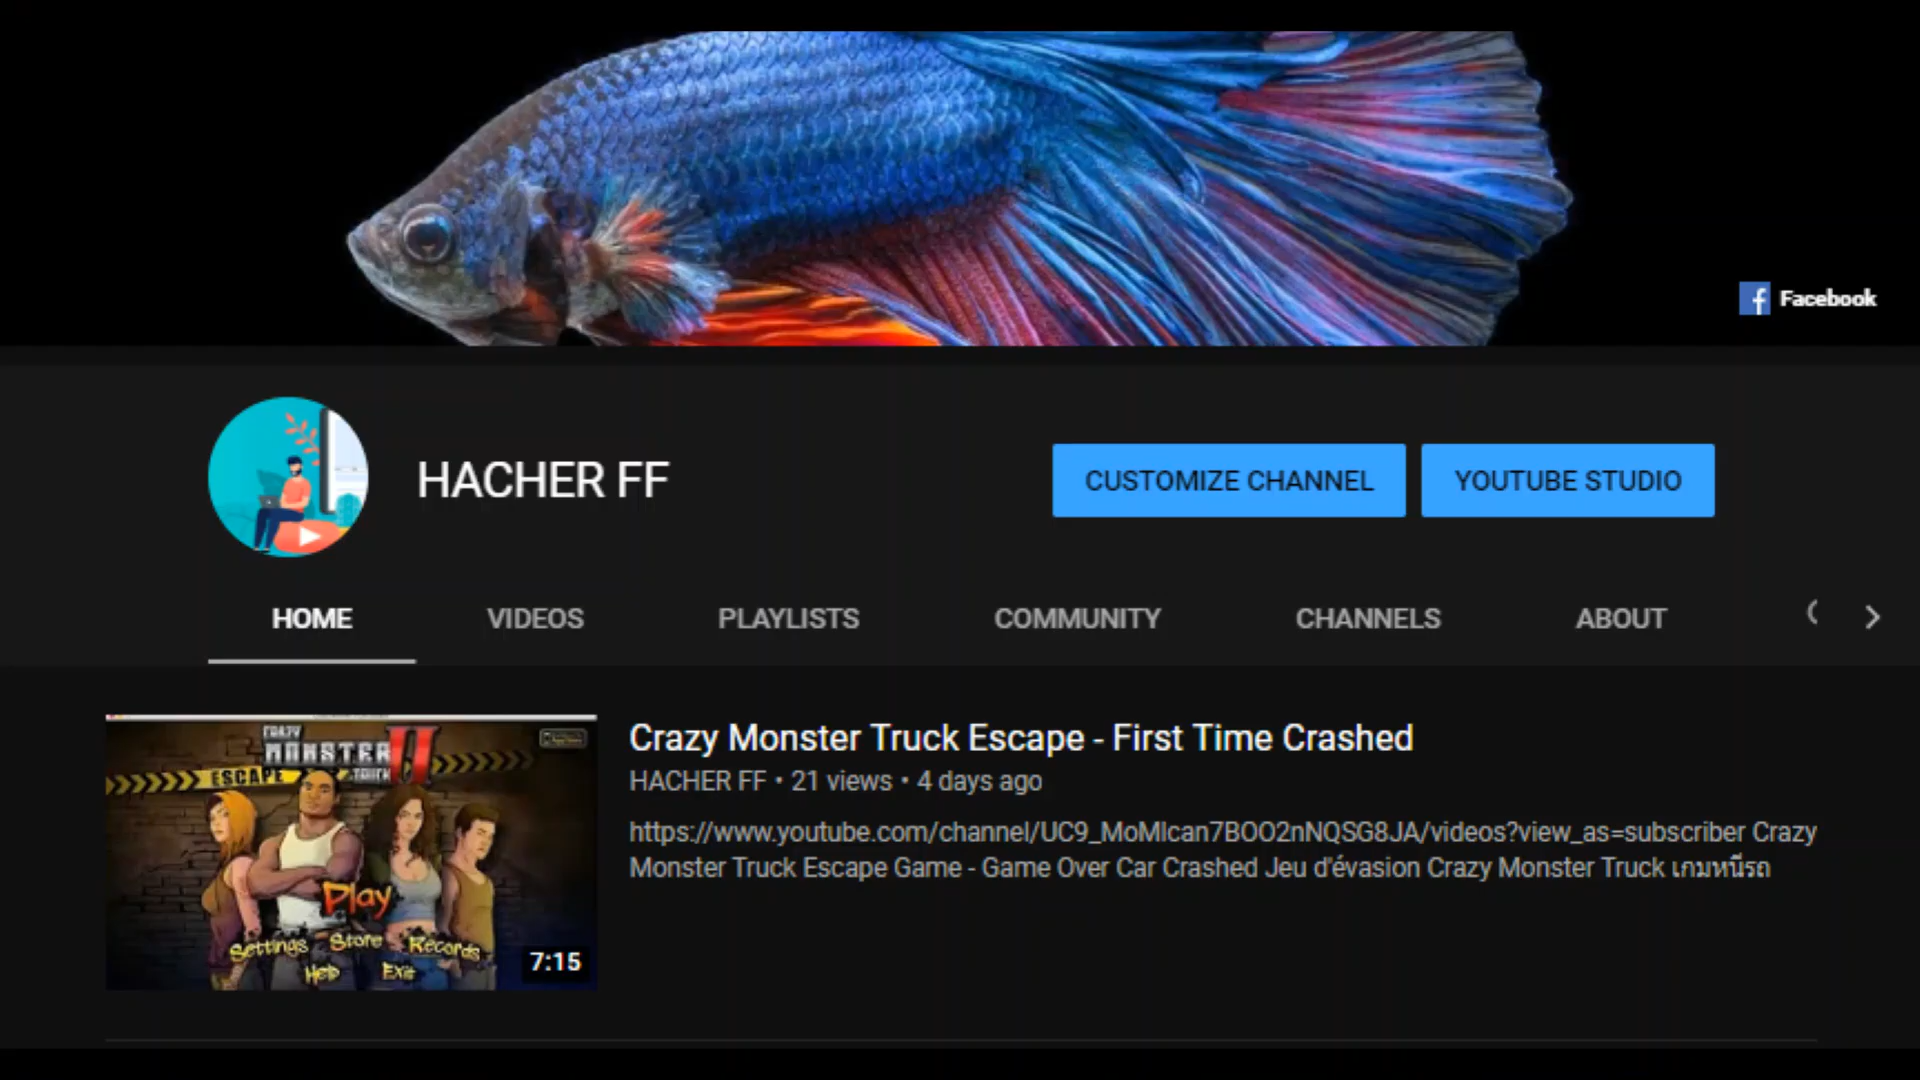 Facebook
HACHER FF
CUSTOMIZE CHANNEL
YOUTUBE STUDIO
HOME
VIDEOS
PLAYLISTS
COMMUNITY
CHANNELS
ABOUT
CRAZY
MONSTER II
ESCAPE TRUCK
Play
Settings Store Records
Help Exit
7:15
Crazy Monster Truck Escape - First Time Crashed
HACHER FF • 21 views • 4 days ago
https://www.youtube.com/channel/UC9_MoMIcan7BOO2nNQSG8JA/videos?view_as=subscriber Crazy
Monster Truck Escape Game - Game Over Car Crashed Jeu d'évasion Crazy Monster Truck เกมหนีรถ